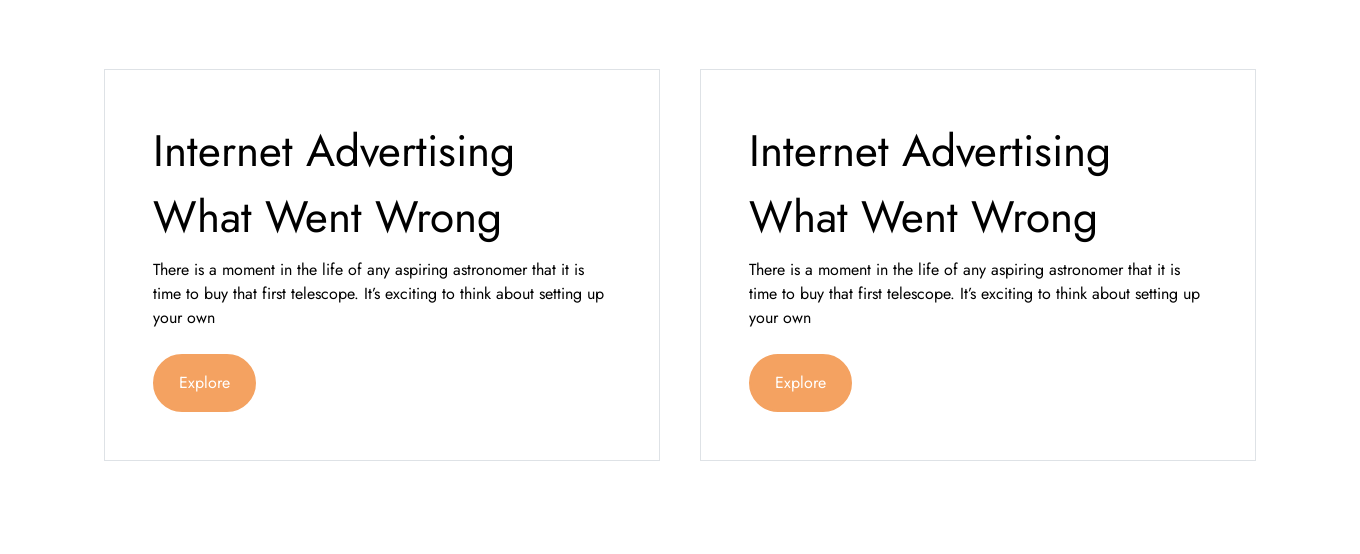 Internet Advertising
What Went Wrong
There is a moment in the life of any aspiring astronomer that it is
time to buy that first telescope. It’s exciting to think about setting up
your own
Explore
Internet Advertising
What Went Wrong
There is a moment in the life of any aspiring astronomer that it is
time to buy that first telescope. It’s exciting to think about setting up
your own
Explore